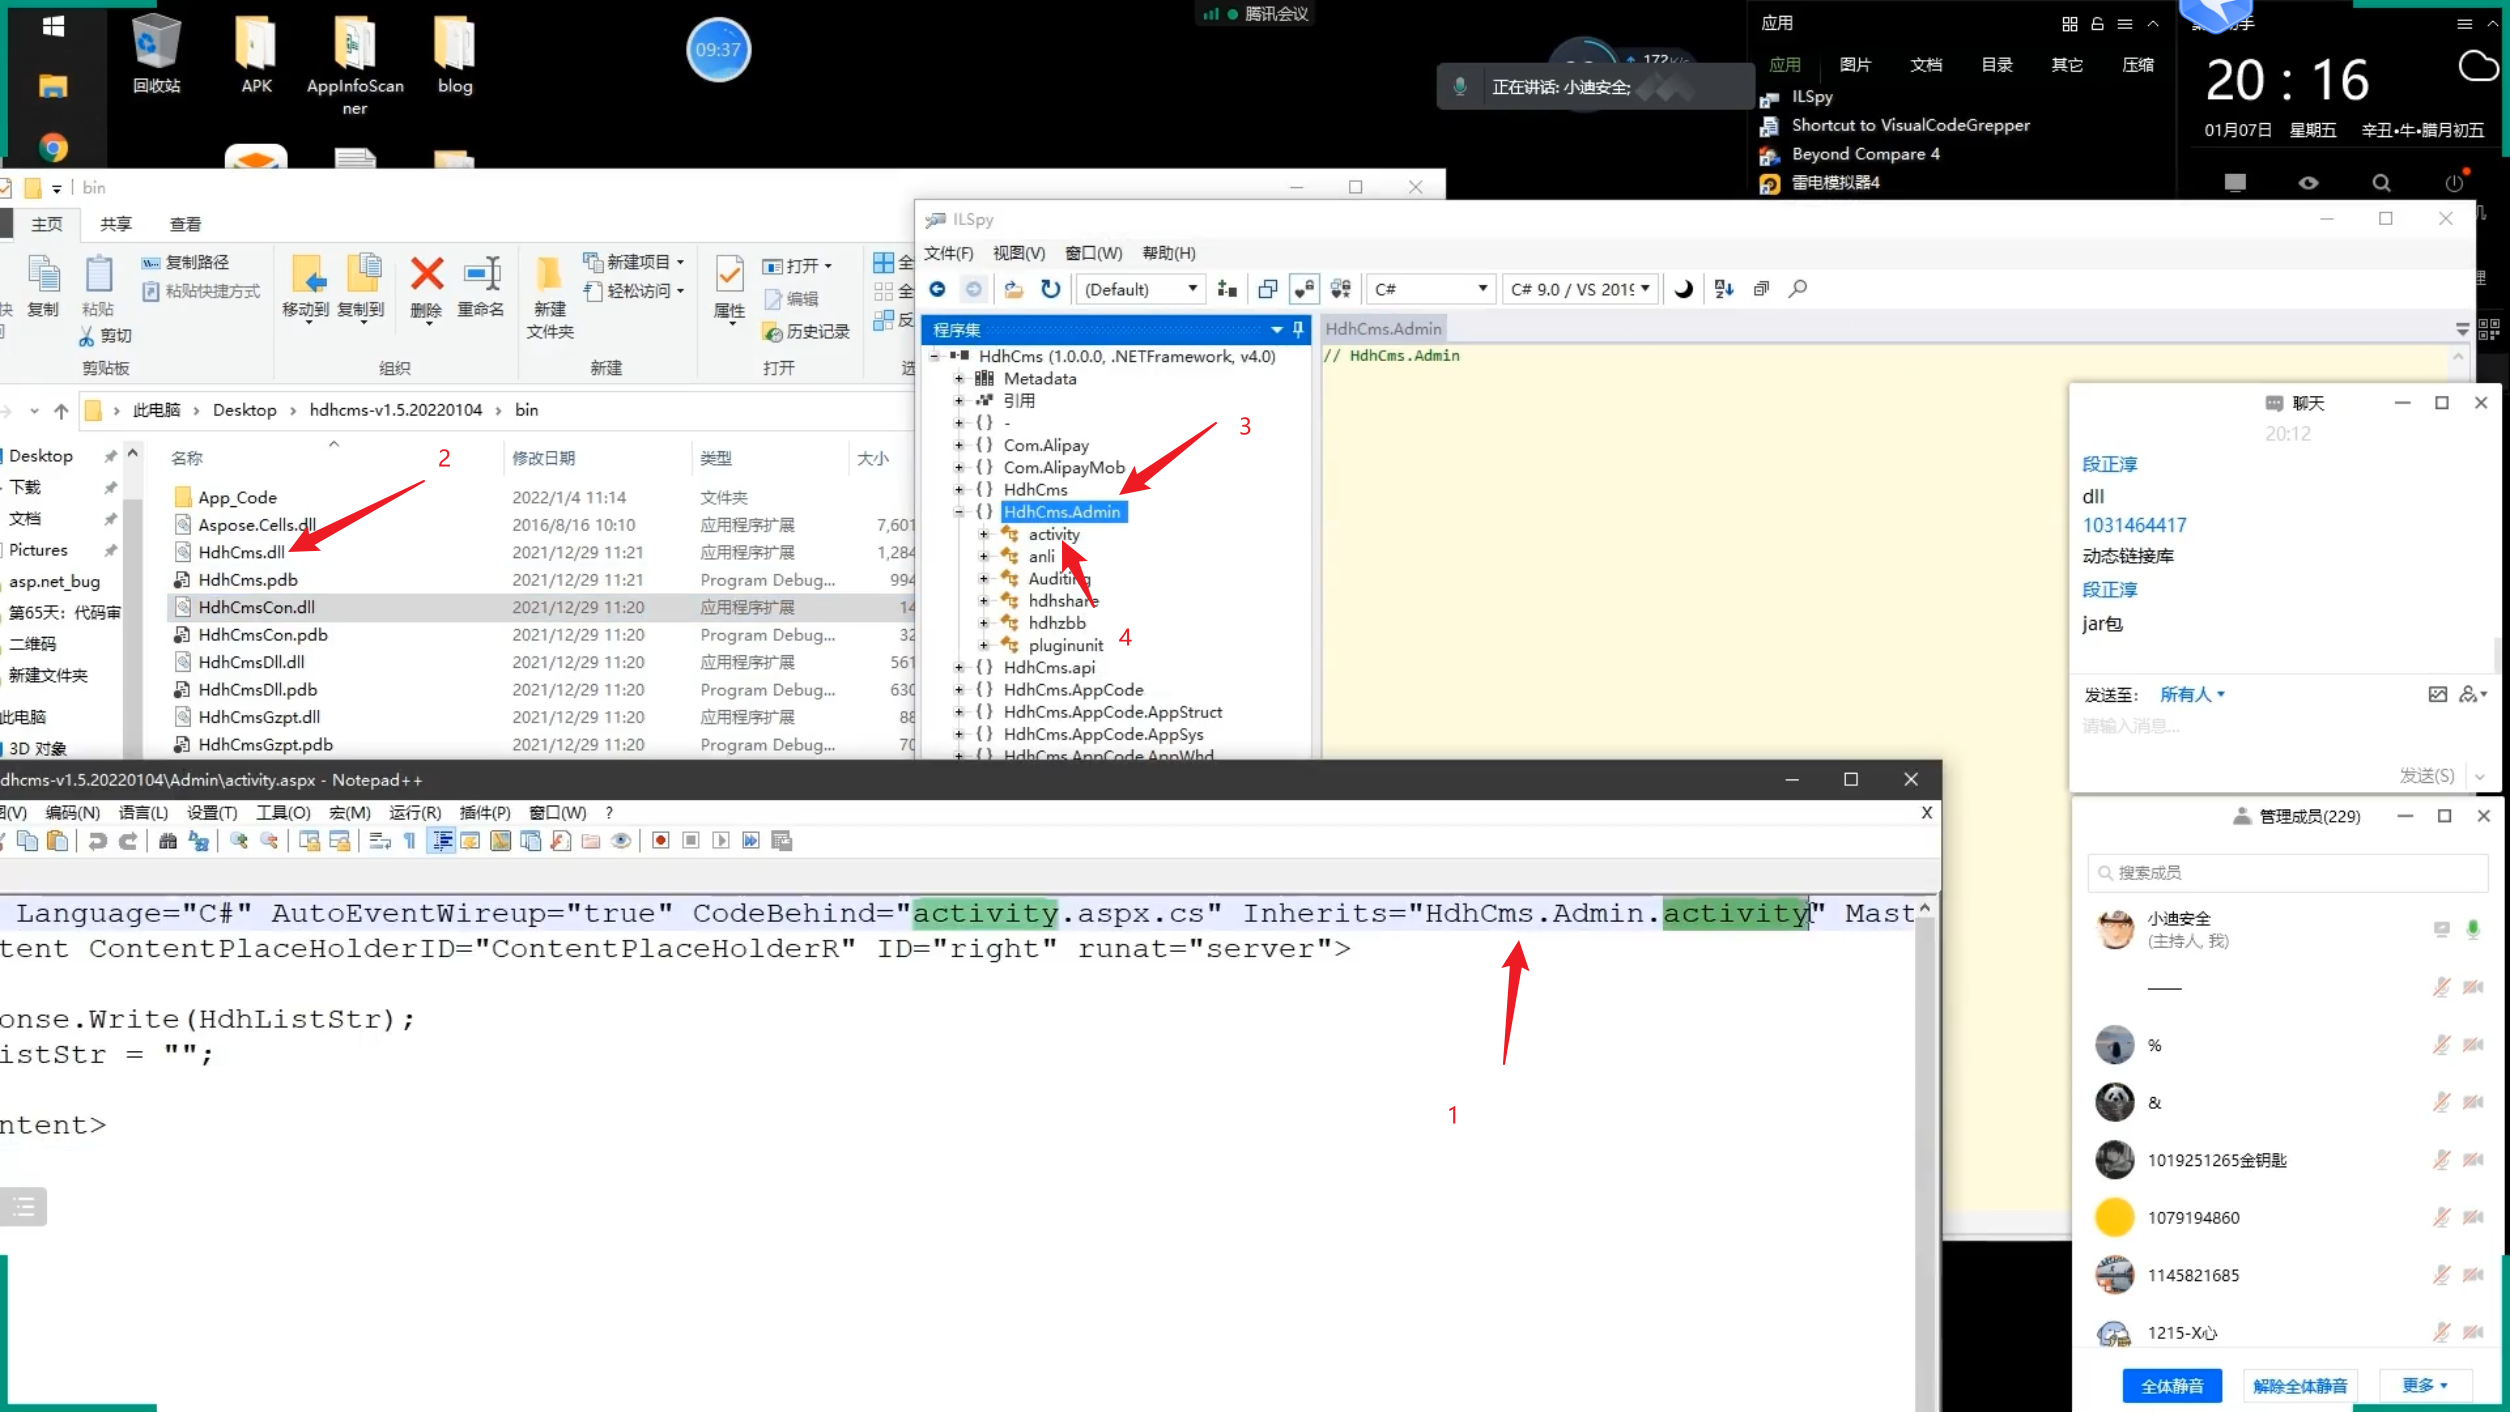 腾讯会议
回收站
APK
AppInfoScanner
blog
09:37
172K/s
正在讲话: 小迪安全;
应用
应用 图片 文档 目录 其它 压缩
ILSpy
Shortcut to VisualCodeGrepper
Beyond Compare 4
雷电模拟器4
20 : 16
01月07日 星期五 辛丑•牛•腊月初五
bin
主页 共享 查看
复制
粘贴
复制路径
粘贴快捷方式
剪切
剪贴板
移动到
复制到
删除
重命名
组织
新建
文件夹
新建项目
轻松访问
新建
属性
打开
编辑
历史记录
打开
此电脑 > Desktop > hdhcms-v1.5.20220104 > bin
Desktop
下载
文档
Pictures
asp.net_bug
第65天：代码审
二维码
新建文件夹
此电脑
3D 对象
名称 修改日期 类型 大小
2
App_Code 2022/1/4 11:14 文件夹
Aspose.Cells.dll 2016/8/16 10:10 应用程序扩展 7,601
HdhCms.dll 2021/12/29 11:21 应用程序扩展 1,284
HdhCms.pdb 2021/12/29 11:21 Program Debug... 994
HdhCmsCon.dll 2021/12/29 11:20 应用程序扩展 14
HdhCmsCon.pdb 2021/12/29 11:20 Program Debug... 32
HdhCmsDll.dll 2021/12/29 11:20 应用程序扩展 561
HdhCmsDll.pdb 2021/12/29 11:20 Program Debug... 630
HdhCmsGzpt.dll 2021/12/29 11:20 应用程序扩展 88
HdhCmsGzpt.pdb 2021/12/29 11:20 Program Debug... 70
ILSpy
文件(F) 视图(V) 窗口(W) 帮助(H)
(Default) C# C# 9.0 / VS 2019
程序集
HdhCms (1.0.0.0, .NETFramework, v4.0)
Metadata
引用
{ } -
{ } Com.Alipay
{ } Com.AlipayMob
{ } HdhCms
{ } HdhCms.Admin
activity
anli
Auditing
hdhshare
hdhzbb
pluginunit
{ } HdhCms.api
{ } HdhCms.AppCode
{ } HdhCms.AppCode.AppStruct
{ } HdhCms.AppCode.AppSys
{ } HdhCms.AppCode.AppWhd
3
4
HdhCms.Admin
// HdhCms.Admin
聊天
20:12
段正淳
dll
1031464417
动态链接库
段正淳
jar包
发送至： 所有人
请输入消息...
发送(S)
dhcms-v1.5.20220104\Admin\activity.aspx - Notepad++
图(V) 编码(N) 语言(L) 设置(T) 工具(O) 宏(M) 运行(R) 插件(P) 窗口(W) ? X
Language="C#" AutoEventWireup="true" CodeBehind="activity.aspx.cs" Inherits="HdhCms.Admin.activity" Mast
tent ContentPlaceHolderID="ContentPlaceHolderR" ID="right" runat="server">
onse.Write(HdhListStr);
istStr = "";
ntent>
1
管理成员(229)
搜索成员
小迪安全
(主持人, 我)
——
%
&
1019251265金钥匙
1079194860
1145821685
1215-X心
全体静音 解除全体静音 更多